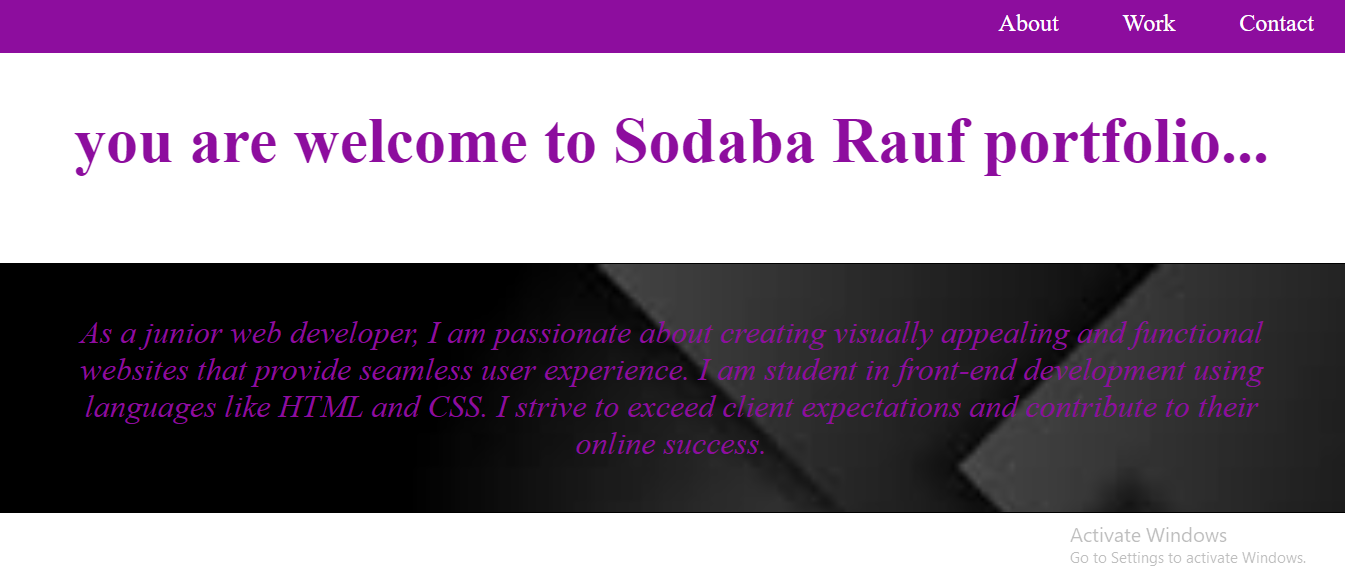 About Work Contact
you are welcome to Sodaba Rauf portfolio...
As a junior web developer, I am passionate about creating visually appealing and functional
websites that provide seamless user experience. I am student in front-end development using
languages like HTML and CSS. I strive to exceed client expectations and contribute to their
online success.
Activate Windows
Go to Settings to activate Windows.